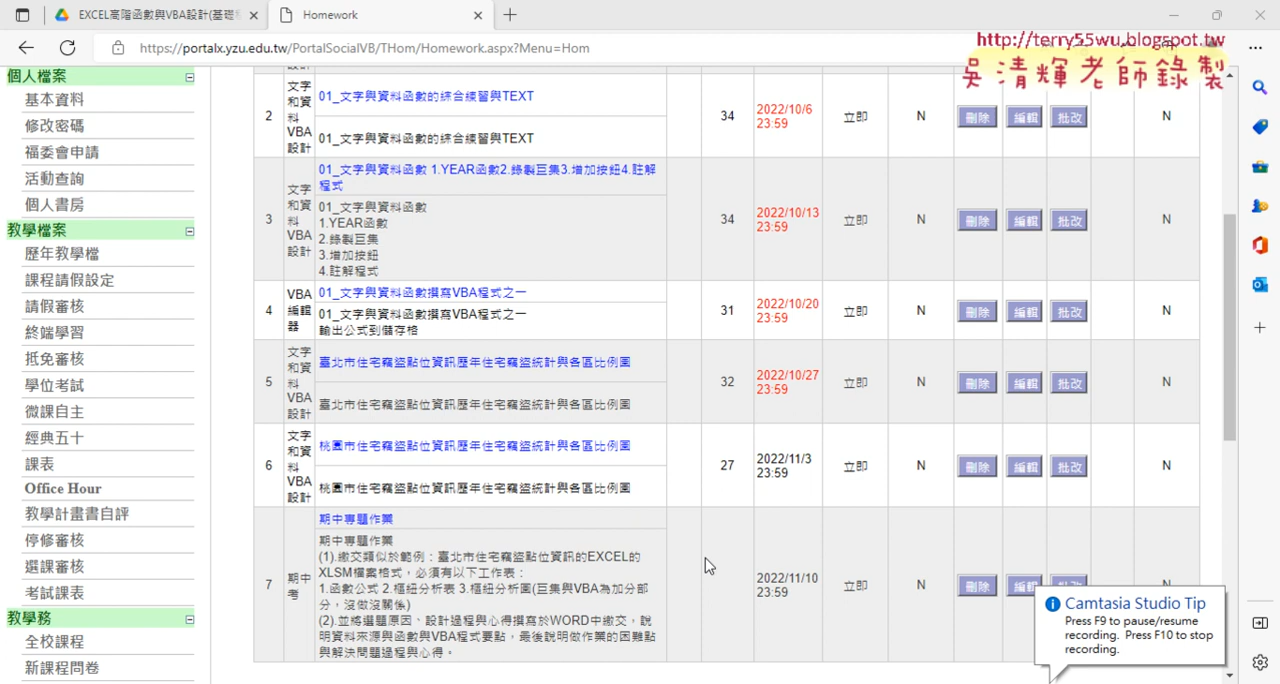 EXCEL高階函數與VBA設計(基礎
Homework
https://portalx.yzu.edu.tw/PortalSocialVB/THom/Homework.aspx?Menu=Hom
http://terry55wu.blogspot.tw
吳清輝老師錄製
個人檔案
基本資料
修改密碼
福委會申請
活動查詢
個人書房
教學檔案
歷年教學檔
課程請假設定
請假審核
終端學習
抵免審核
學位考試
微課自主
經典五十
課表
Office Hour
教學計畫書自評
停修審核
選課審核
考試課表
教學務
全校課程
新課程問卷
2
文字和資料VBA設計
01_文字與資料函數的綜合練習與TEXT
01_文字與資料函數的綜合練習與TEXT
34
2022/10/6 23:59
立即
N
刪除 編輯 批改
N
3
文字和資料VBA設計
01_文字與資料函數 1.YEAR函數2.錄製巨集3.增加按鈕4.註解
程式
01_文字與資料函數
1.YEAR函數
2.錄製巨集
3.增加按鈕
4.註解程式
34
2022/10/13 23:59
立即
N
刪除 編輯 批改
N
4
VBA編輯器
01_文字與資料函數撰寫VBA程式之一
01_文字與資料函數撰寫VBA程式之一
輸出公式到儲存格
31
2022/10/20 23:59
立即
N
刪除 編輯 批改
N
5
文字和資料VBA設計
臺北市住宅竊盜點位資訊歷年住宅竊盜統計與各區比例圖
臺北市住宅竊盜點位資訊歷年住宅竊盜統計與各區比例圖
32
2022/10/27 23:59
立即
N
刪除 編輯 批改
N
6
文字和資料VBA設計
桃園市住宅竊盜點位資訊歷年住宅竊盜統計與各區比例圖
桃園市住宅竊盜點位資訊歷年住宅竊盜統計與各區比例圖
27
2022/11/3 23:59
立即
N
刪除 編輯 批改
N
7
期中考
期中專題作業
期中專題作業
(1).繳交類似於範例：臺北市住宅竊盜點位資訊的EXCEL的
XLSM檔案格式，必須有以下工作表：
1.函數公式 2.樞紐分析表 3.樞紐分析圖(巨集與VBA為加分部
分，沒做沒關係)
(2).並將選題原因、設計過程與心得撰寫於WORD中繳交，說
明資料來源與函數與VBA程式要點，最後說明做作業的困難點
與解決問題過程與心得。
2022/11/10 23:59
立即
N
刪除 編輯 批改
N
Camtasia Studio Tip
Press F9 to pause/resume
recording. Press F10 to stop
recording.